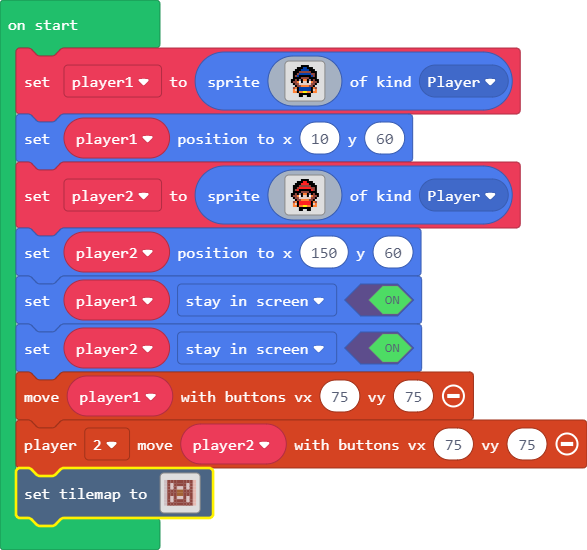 on start
set player1 to sprite of kind Player
set player1 position to x 10 y 60
set player2 to sprite of kind Player
set player2 position to x 150 y 60
set player1 stay in screen ON
set player2 stay in screen ON
move player1 with buttons vx 75 vy 75
player 2 move player2 with buttons vx 75 vy 75
set tilemap to